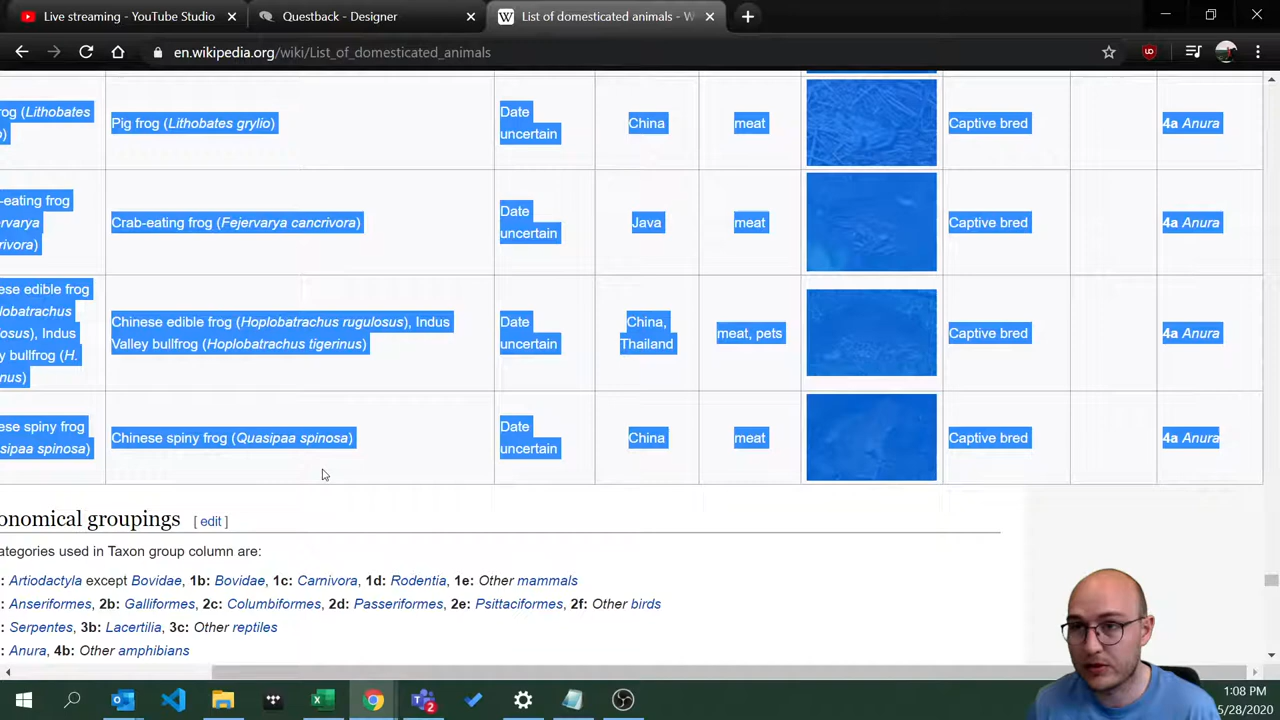 Live streaming - YouTube Studio
Questback - Designer
List of domesticated animals - W
en.wikipedia.org/wiki/List_of_domesticated_animals
rog (Lithobates
o)
Pig frog (Lithobates grylio)
Date
uncertain
China
meat
Captive bred
4a Anura
-eating frog
ervarya
rivora)
Crab-eating frog (Fejervarya cancrivora)
Date
uncertain
Java
meat
Captive bred
4a Anura
ese edible frog
lobatrachus
losus), Indus
y bullfrog (H.
nus)
Chinese edible frog (Hoplobatrachus rugulosus), Indus
Valley bullfrog (Hoplobatrachus tigerinus)
Date
uncertain
China,
Thailand
meat, pets
Captive bred
4a Anura
ese spiny frog
sipaa spinosa)
Chinese spiny frog (Quasipaa spinosa)
Date
uncertain
China
meat
Captive bred
4a Anura
onomical groupings [ edit ]
ategories used in Taxon group column are:
: Artiodactyla except Bovidae, 1b: Bovidae, 1c: Carnivora, 1d: Rodentia, 1e: Other mammals
: Anseriformes, 2b: Galliformes, 2c: Columbiformes, 2d: Passeriformes, 2e: Psittaciformes, 2f: Other birds
: Serpentes, 3b: Lacertilia, 3c: Other reptiles
: Anura, 4b: Other amphibians
1:08 PM
5/28/2020